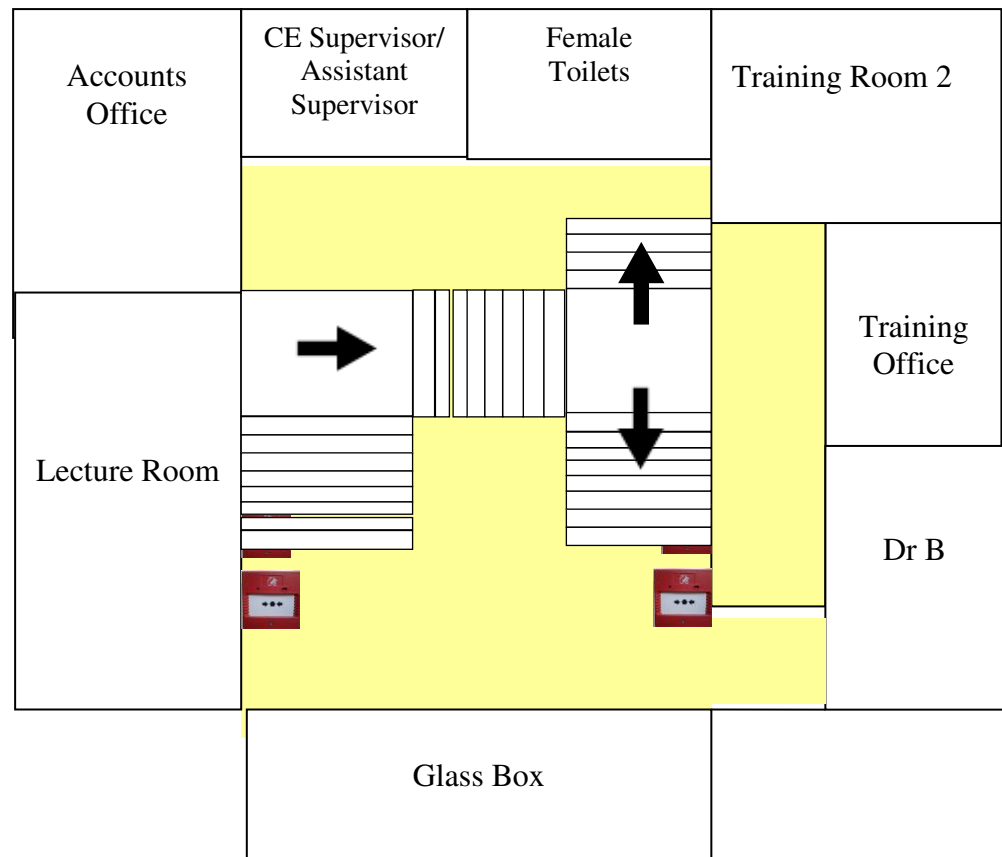 Accounts
Office
CE Supervisor/
Assistant
Supervisor
Female
Toilets
Training Room 2
Training
Office
Lecture Room
Dr B
Glass Box